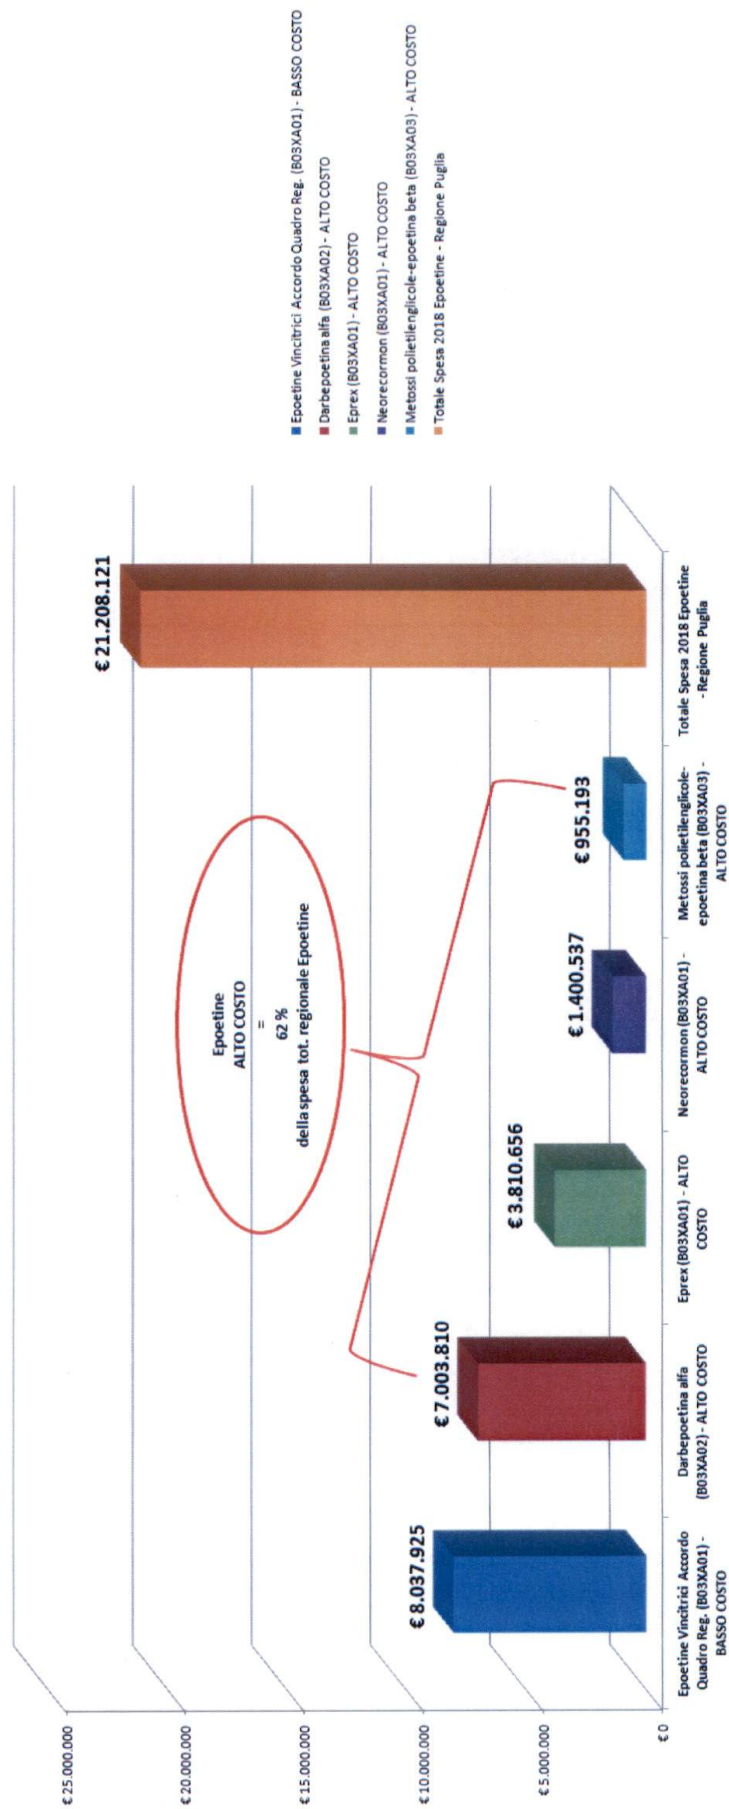 € 25.000.000
€ 20.000.000
€ 15.000.000
€ 10.000.000
€ 5.000.000
€ 0
€ 8.037.925
€ 7.003.810
€ 3.810.656
€ 1.400.537
€ 955.193
€ 21.208.121
Epoetine
ALTO COSTO
=
62 %
della spesa tot. regionale Epoetine
Epoetine Vincitrici Accordo
Quadro Reg. (B03XA01) -
BASSO COSTO
Darbepoetina alfa
(B03XA02) - ALTO COSTO
Eprex (B03XA01) - ALTO
COSTO
Neorecormon (B03XA01) -
ALTO COSTO
Metossi polietilenglicole-
epoetina beta (B03XA03) -
ALTO COSTO
Totale Spesa 2018 Epoetine
- Regione Puglia
Epoetine Vincitrici Accordo Quadro Reg. (B03XA01) - BASSO COSTO
Darbepoetina alfa (B03XA02) - ALTO COSTO
Eprex (B03XA01) - ALTO COSTO
Neorecormon (B03XA01) - ALTO COSTO
Metossi polietilenglicole-epoetina beta (B03XA03) - ALTO COSTO
Totale Spesa 2018 Epoetine - Regione Puglia